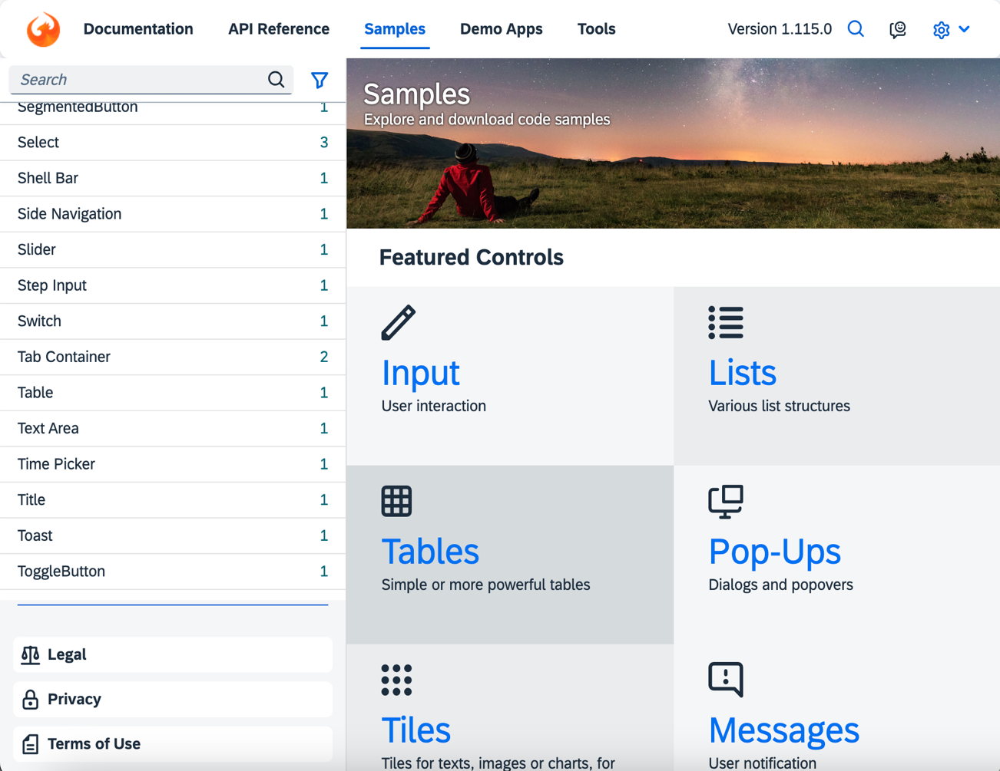 Documentation
API Reference
Samples
Demo Apps
Tools
Version 1.115.0
Search
SegmentedButton 1
Select 3
Shell Bar 1
Side Navigation 1
Slider 1
Step Input 1
Switch 1
Tab Container 2
Table 1
Text Area 1
Time Picker 1
Title 1
Toast 1
ToggleButton 1
Legal
Privacy
Terms of Use
Samples
Explore and download code samples
Featured Controls
Input
User interaction
Lists
Various list structures
Tables
Simple or more powerful tables
Pop-Ups
Dialogs and popovers
Tiles
Tiles for texts, images or charts, for
Messages
User notification